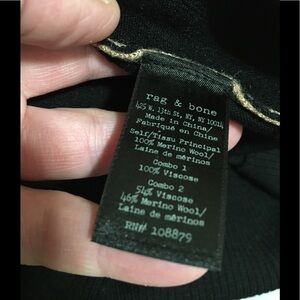 rag & bone
425 W. 13th St, NY, NY 10014
Made in China/
Fabriqué en Chine
Self/Tissu Principal
100% Merino Wool/
Laine de mérinos
Combo 1
100% Viscose
Combo 2
54% Viscose
46% Merino Wool/
Laine de mérinos
RN# 108879